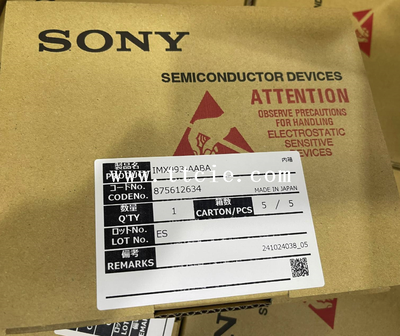 SONY
SEMICONDUCTOR DEVICES
ATTENTION
OBSERVE PRECAUTIONS
FOR HANDLING
ELECTROSTATIC
SENSITIVE
DEVICES
内箱
IMX993-AABA
コードNo.
CODENo.
875612634
MADE IN JAPAN
数量
Q'TY
1
箱数
CARTON/PCS
5 / 5
ロットNo.
LOT No.
ES
備考
REMARKS
241024038_05